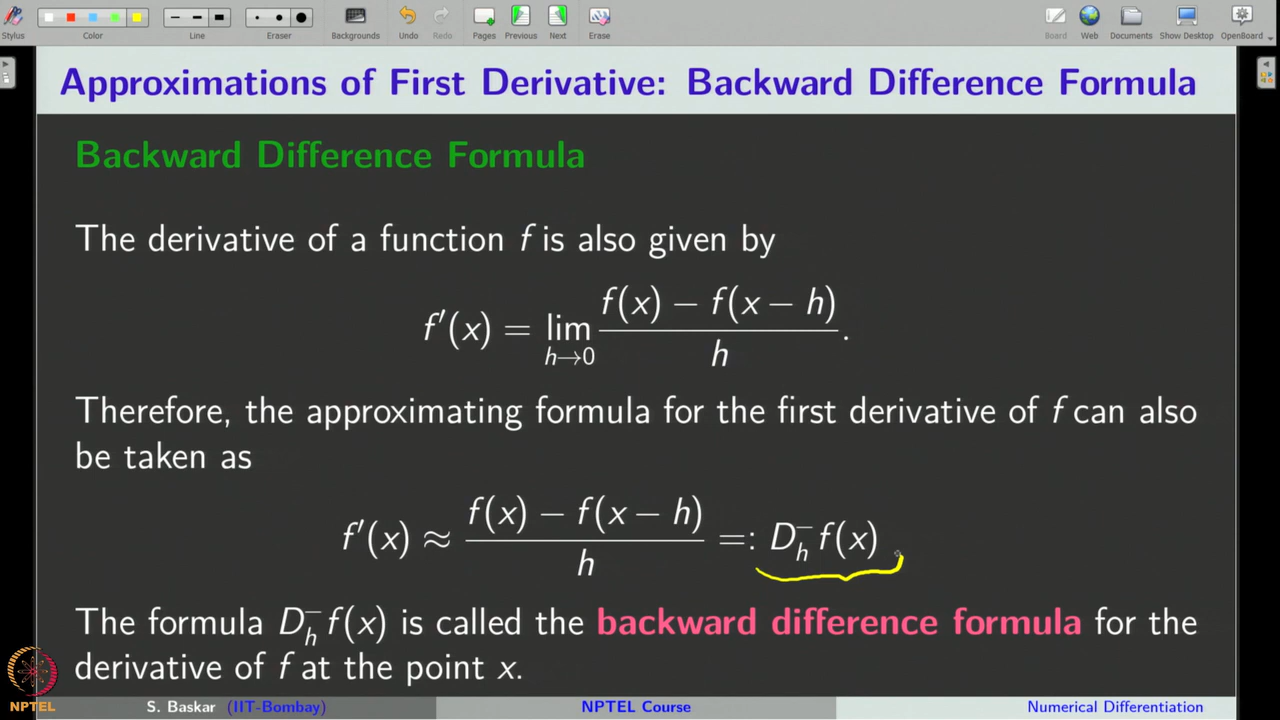 Stylus Color Line Eraser Backgrounds Undo Redo Pages Previous Next Erase Board Web Documents Show Desktop OpenBoard
Approximations of First Derivative: Backward Difference Formula
Backward Difference Formula
The derivative of a function f is also given by
f′(x) = lim_{h→0} (f(x) − f(x − h))/h .
Therefore, the approximating formula for the first derivative of f can also
be taken as
f′(x) ≈ (f(x) − f(x − h))/h =: D_h^− f(x)
The formula D_h^− f(x) is called the backward difference formula for the
derivative of f at the point x.
NPTEL
S. Baskar (IIT-Bombay) NPTEL Course Numerical Differentiation